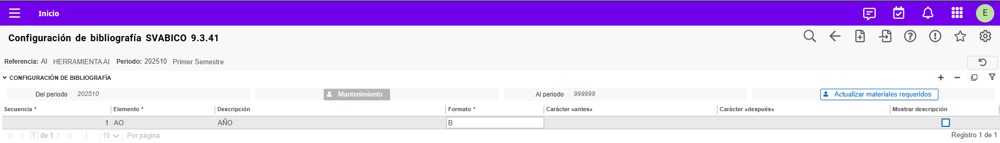 Inicio
E
Configuración de bibliografía SVABICO 9.3.41
Referencia: AI HERRAMIENTA AI Periodo: 202510 Primer Semestre
CONFIGURACIÓN DE BIBLIOGRAFÍA
Del periodo 202510 Mantenimiento Al periodo 999999 Actualizar materiales requeridos
Secuencia * Elemento * Descripción Formato * Carácter «antes» Carácter «después» Mostrar descripción
1 AO AÑO B
1 de 1 10 Por página Registro 1 de 1